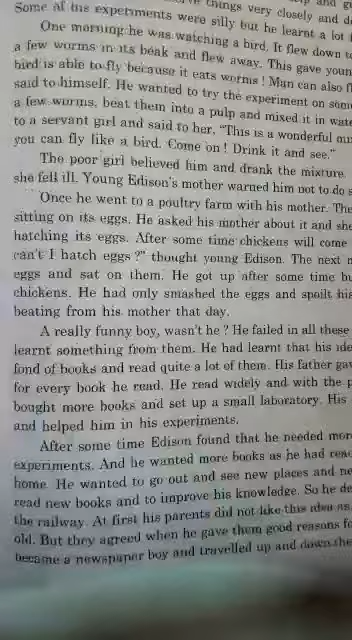 things very closely and
Some of his experiments were silly but he learnt a lot
One morning he was watching a bird. It flew down
a few worms in its beak and flew away. This gave
bird is able to fly because it eats worms ! Man can also
said to himself. He wanted to try the experiment on
a few worms, beat them into a pulp and mixed it in
to a servant girl and said to her, "This is a wonderful
you can fly like a bird. Come on ! Drink it and see."
The poor girl believed him and drank the mixture.
she fell ill. Young Edison's mother warned him not to do
Once he went to a poultry farm with his mother. The
sitting on its eggs. He asked his mother about it and she
hatching its eggs. After some time chickens will come
can't I hatch eggs ?" thought young Edison. The next
eggs and sat on them. He got up after some time
chickens. He had only smashed the eggs and spoilt his
beating from his mother that day.
A really funny boy, wasn't he ? He failed in all these
learnt something from them. He had learnt that his
fond of books and read quite a lot of them. His father
for every book he read. He read widely and with the
bought more books and set up a small laboratory. His
and helped him in his experiments.
After some time Edison found that he needed more
experiments. And he wanted more books as he had
home. He wanted to go out and see new places and
read new books and to improve his knowledge. So he
the railway. At first his parents did not like this idea as
old. But they agreed when he gave them good reasons
became a newspaper boy and travelled up and down the